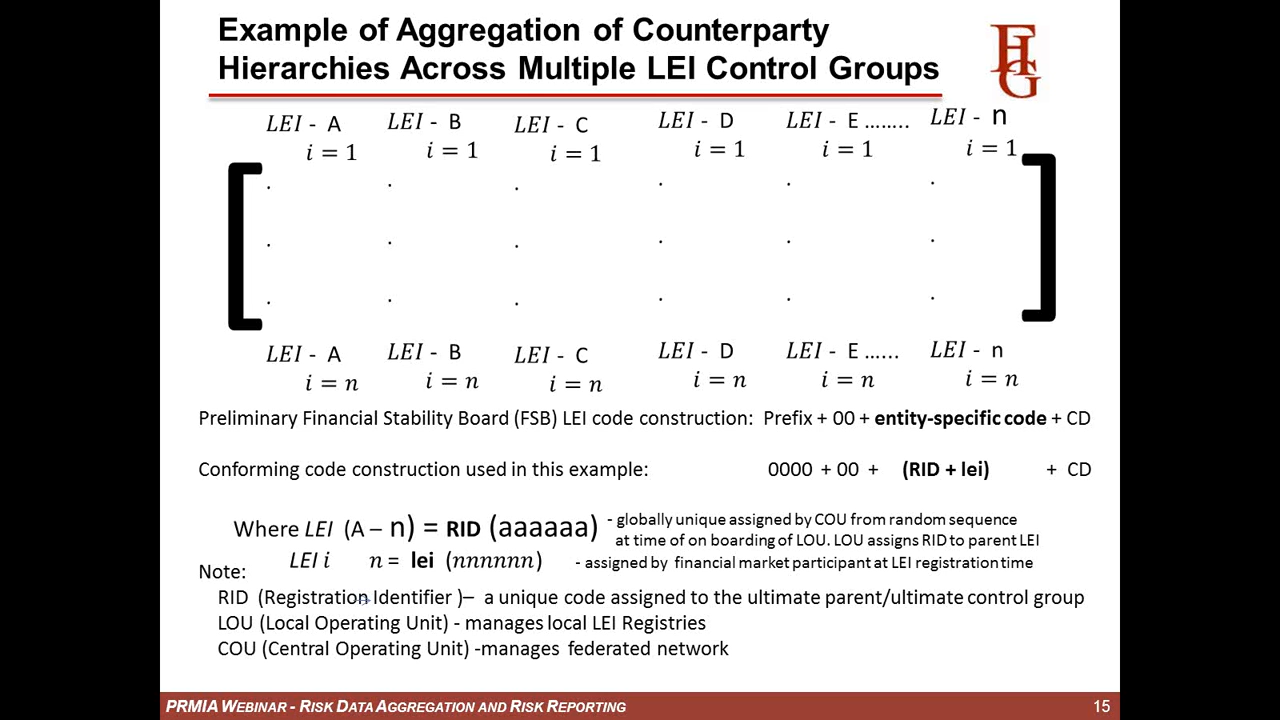 Example of Aggregation of Counterparty
Hierarchies Across Multiple LEI Control Groups
FHG
LEI - A LEI - B LEI - C LEI - D LEI - E ........ LEI - n
i = 1 i = 1 i = 1 i = 1 i = 1 i = 1
. . . . . .
. . . . . .
. . . . . .
LEI - A LEI - B LEI - C LEI - D LEI - E ...... LEI - n
i = n i = n i = n i = n i = n i = n
Preliminary Financial Stability Board (FSB) LEI code construction: Prefix + 00 + entity-specific code + CD
Conforming code construction used in this example: 0000 + 00 + (RID + lei) + CD
Where LEI (A – n) = RID (aaaaaa) - globally unique assigned by COU from random sequence
at time of on boarding of LOU. LOU assigns RID to parent LEI
LEI i n = lei (nnnnnn) - assigned by financial market participant at LEI registration time
Note:
RID (Registration Identifier )– a unique code assigned to the ultimate parent/ultimate control group
LOU (Local Operating Unit) - manages local LEI Registries
COU (Central Operating Unit) -manages federated network
PRMIA WEBINAR - RISK DATA AGGREGATION AND RISK REPORTING 15